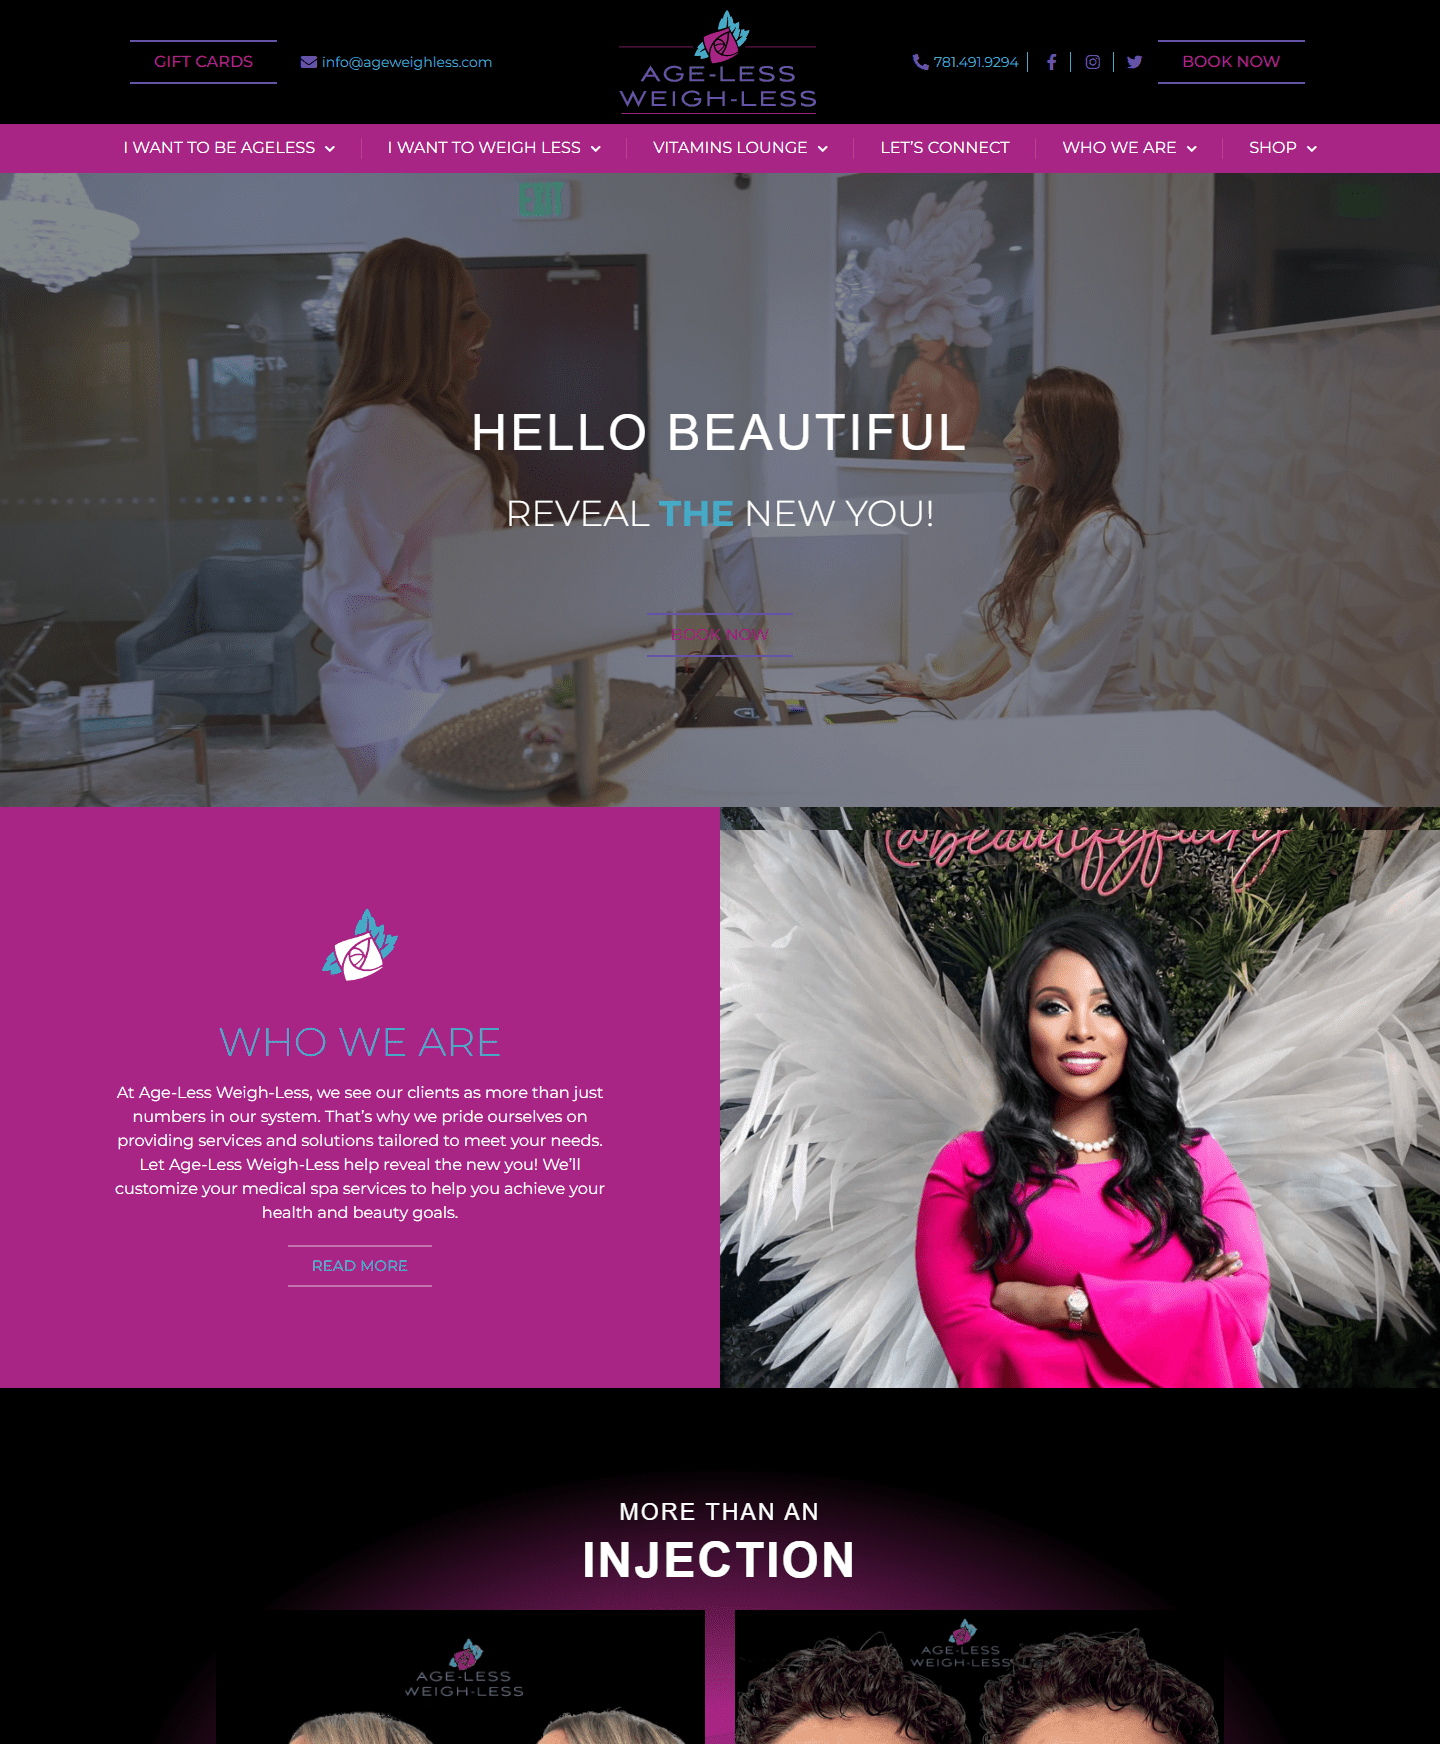 GIFT CARDS
info@ageweighless.com
AGE-LESS
WEIGH-LESS
781.491.9294
BOOK NOW
I WANT TO BE AGELESS
I WANT TO WEIGH LESS
VITAMINS LOUNGE
LET'S CONNECT
WHO WE ARE
SHOP
EXIT
475
HELLO BEAUTIFUL
REVEAL THE NEW YOU!
BOOK NOW
@beautifyfairy
WHO WE ARE
At Age-Less Weigh-Less, we see our clients as more than just
numbers in our system. That's why we pride ourselves on
providing services and solutions tailored to meet your needs.
Let Age-Less Weigh-Less help reveal the new you! We'll
customize your medical spa services to help you achieve your
health and beauty goals.
READ MORE
MORE THAN AN
INJECTION
AGE-LESS
WEIGH-LESS
AGE-LESS
WEIGH-LESS